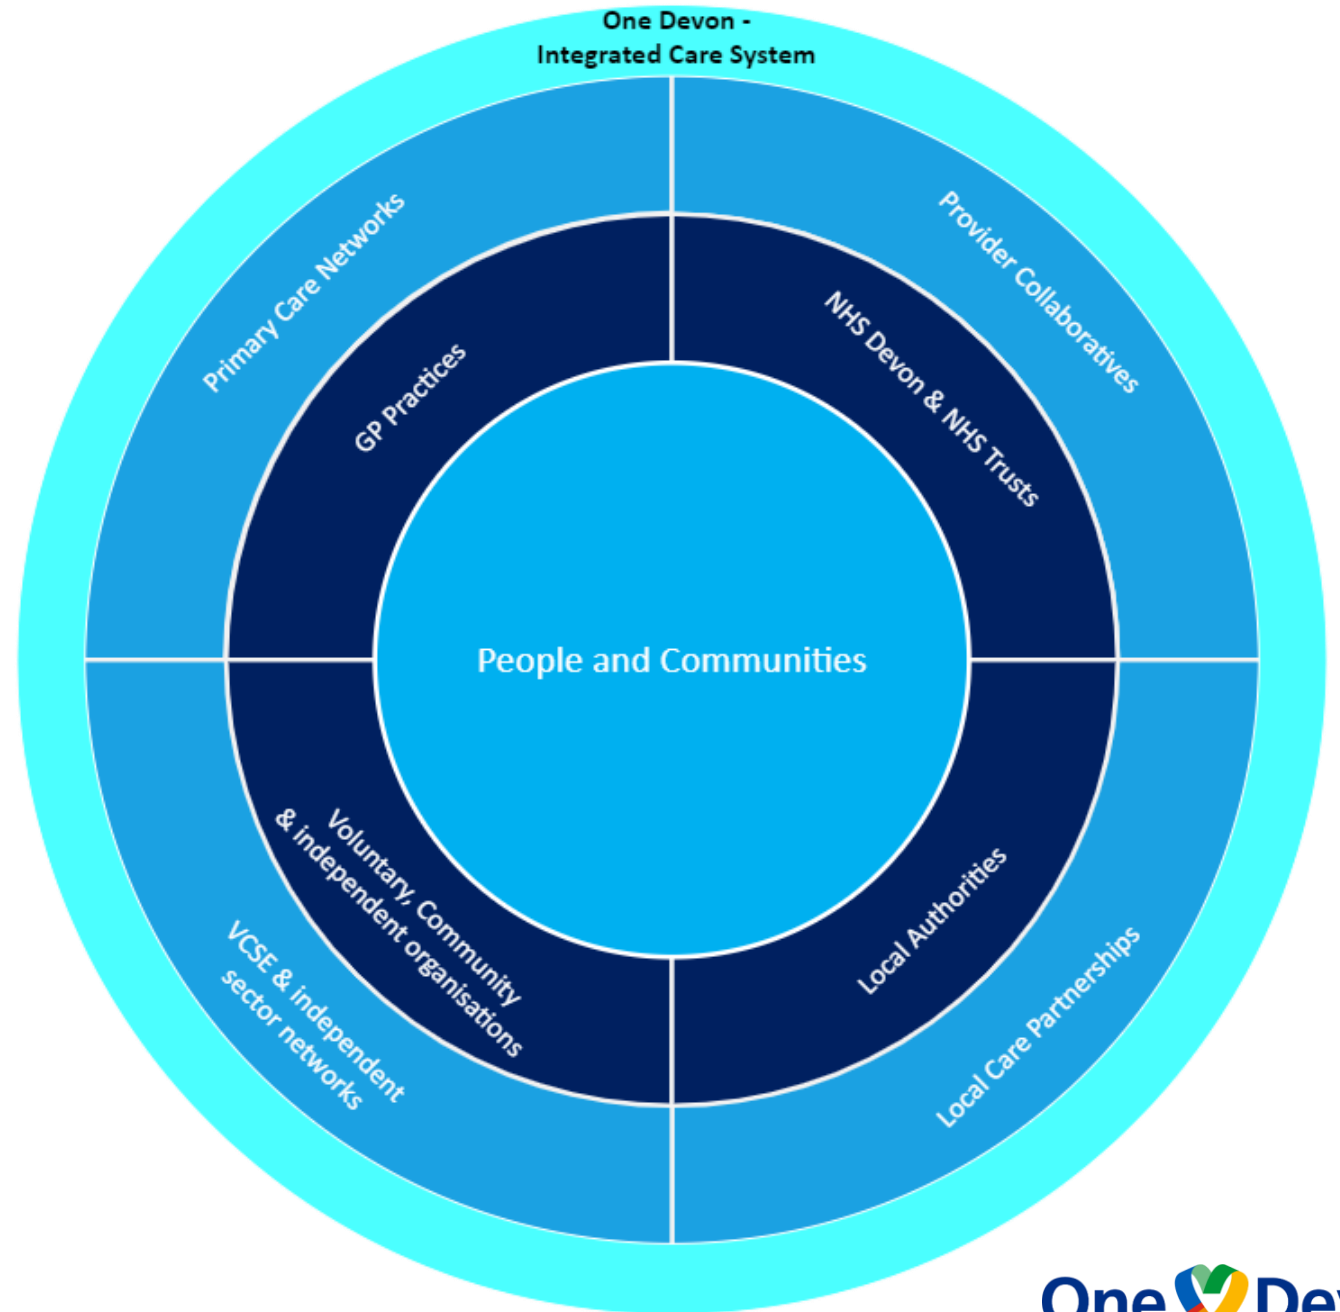 One Devon -
Integrated Care System
Primary Care Networks
Provider Collaboratives
GP Practices
NHS Devon & NHS Trusts
People and Communities
Voluntary, Community
& independent organisations
Local Authorities
VCSE & independent
sector networks
Local Care Partnerships
One